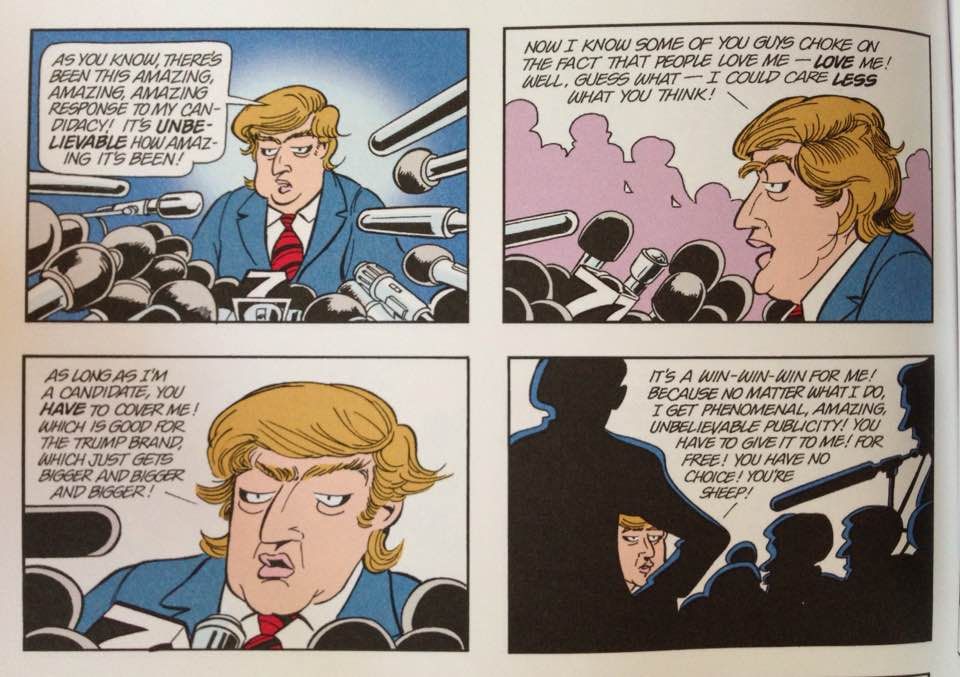 AS YOU KNOW, THERE'S
BEEN THIS AMAZING,
AMAZING, AMAZING
RESPONSE TO MY CAN-
DIDACY! IT'S UNBE-
LIEVABLE HOW AMAZ-
ING IT'S BEEN!
7
NOW I KNOW SOME OF YOU GUYS CHOKE ON
THE FACT THAT PEOPLE LOVE ME — LOVE ME!
WELL, GUESS WHAT — I COULD CARE LESS
WHAT YOU THINK!
7
AS LONG AS I'M
A CANDIDATE, YOU
HAVE TO COVER ME!
WHICH IS GOOD FOR
THE TRUMP BRAND,
WHICH JUST GETS
BIGGER AND BIGGER
AND BIGGER!
7
IT'S A WIN-WIN-WIN FOR ME!
BECAUSE NO MATTER WHAT I DO,
I GET PHENOMENAL, AMAZING,
UNBELIEVABLE PUBLICITY! YOU
HAVE TO GIVE IT TO ME! FOR
FREE! YOU HAVE NO
CHOICE! YOU'RE
SHEEP!